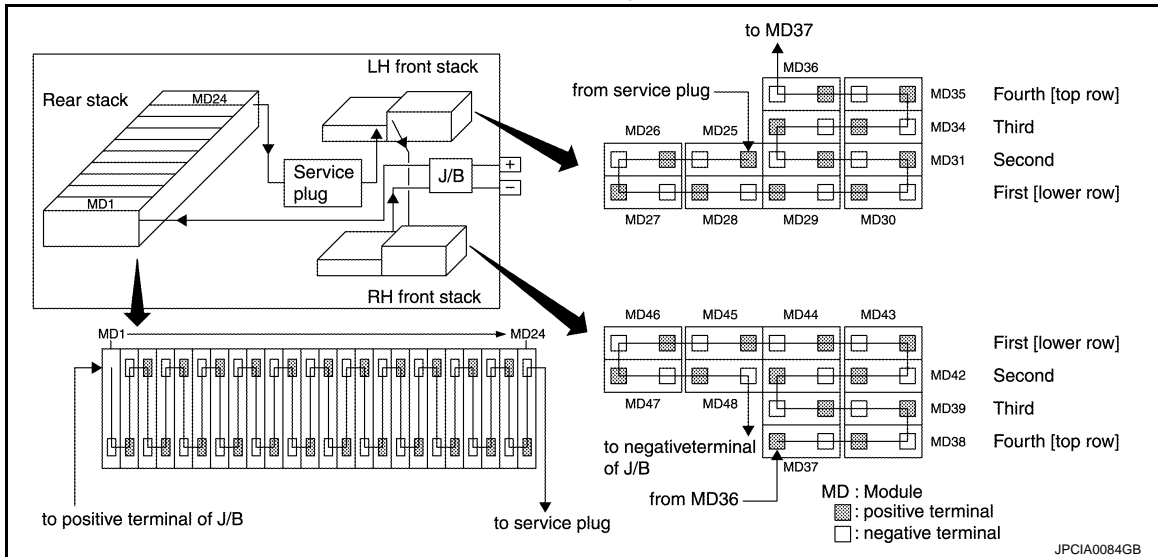 Rear stack
MD24
MD1
LH front stack
Service
plug
J/B
+
−
RH front stack
MD1
MD24
to positive terminal of J/B
to service plug
to MD37
MD36
from service plug
MD35
Fourth [top row]
MD34
Third
MD26
MD25
MD31
Second
First [lower row]
MD27
MD28
MD29
MD30
MD46
MD45
MD44
MD43
First [lower row]
MD42
Second
MD47
MD48
MD39
Third
MD38
Fourth [top row]
to negativeterminal
of J/B
MD37
from MD36
MD : Module
: positive terminal
: negative terminal
JPCIA0084GB